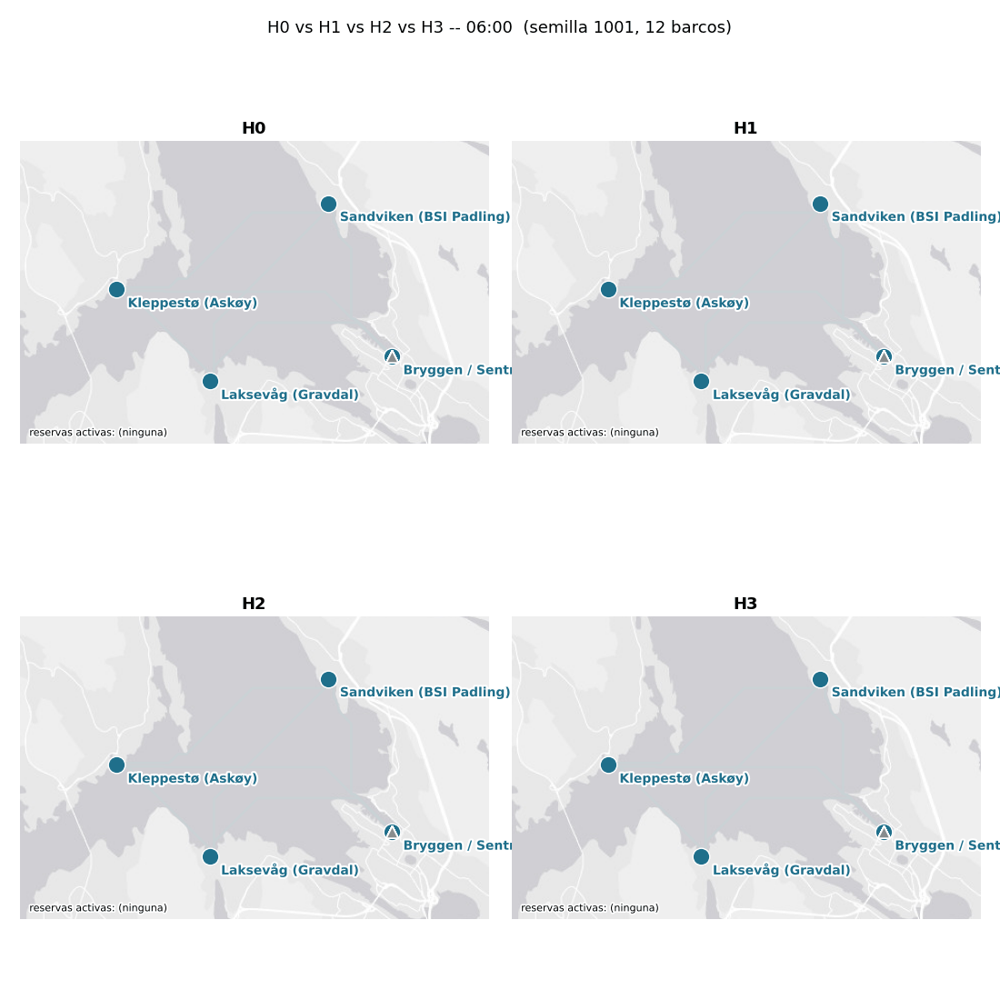 H0 vs H1 vs H2 vs H3 -- 06:00 (semilla 1001, 12 barcos)
H0
Sandviken (BSI Padling)
Kleppestø (Askøy)
Bryggen / Sentr
Laksevåg (Gravdal)
reservas activas: (ninguna)
H1
Sandviken (BSI Padling)
Kleppestø (Askøy)
Bryggen / Sent
Laksevåg (Gravdal)
reservas activas: (ninguna)
H2
Sandviken (BSI Padling)
Kleppestø (Askøy)
Bryggen / Sentr
Laksevåg (Gravdal)
reservas activas: (ninguna)
H3
Sandviken (BSI Padling)
Kleppestø (Askøy)
Bryggen / Sent
Laksevåg (Gravdal)
reservas activas: (ninguna)